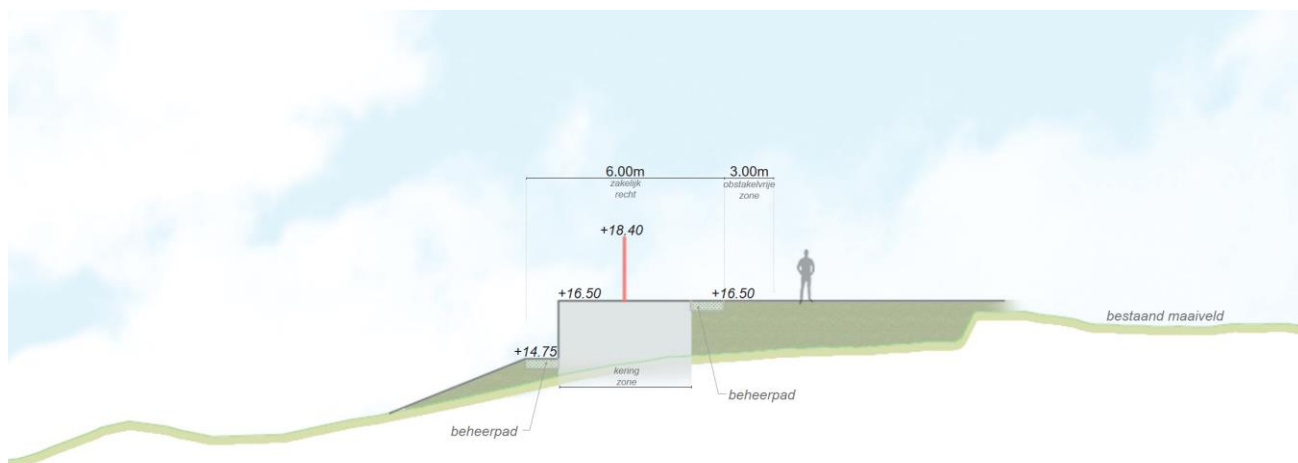 6.00m
zakelijk
recht
3.00m
obstakelvrije
zone
+18.40
+16.50
+16.50
+14.75
bestaand maaiveld
kering
zone
beheerpad
beheerpad